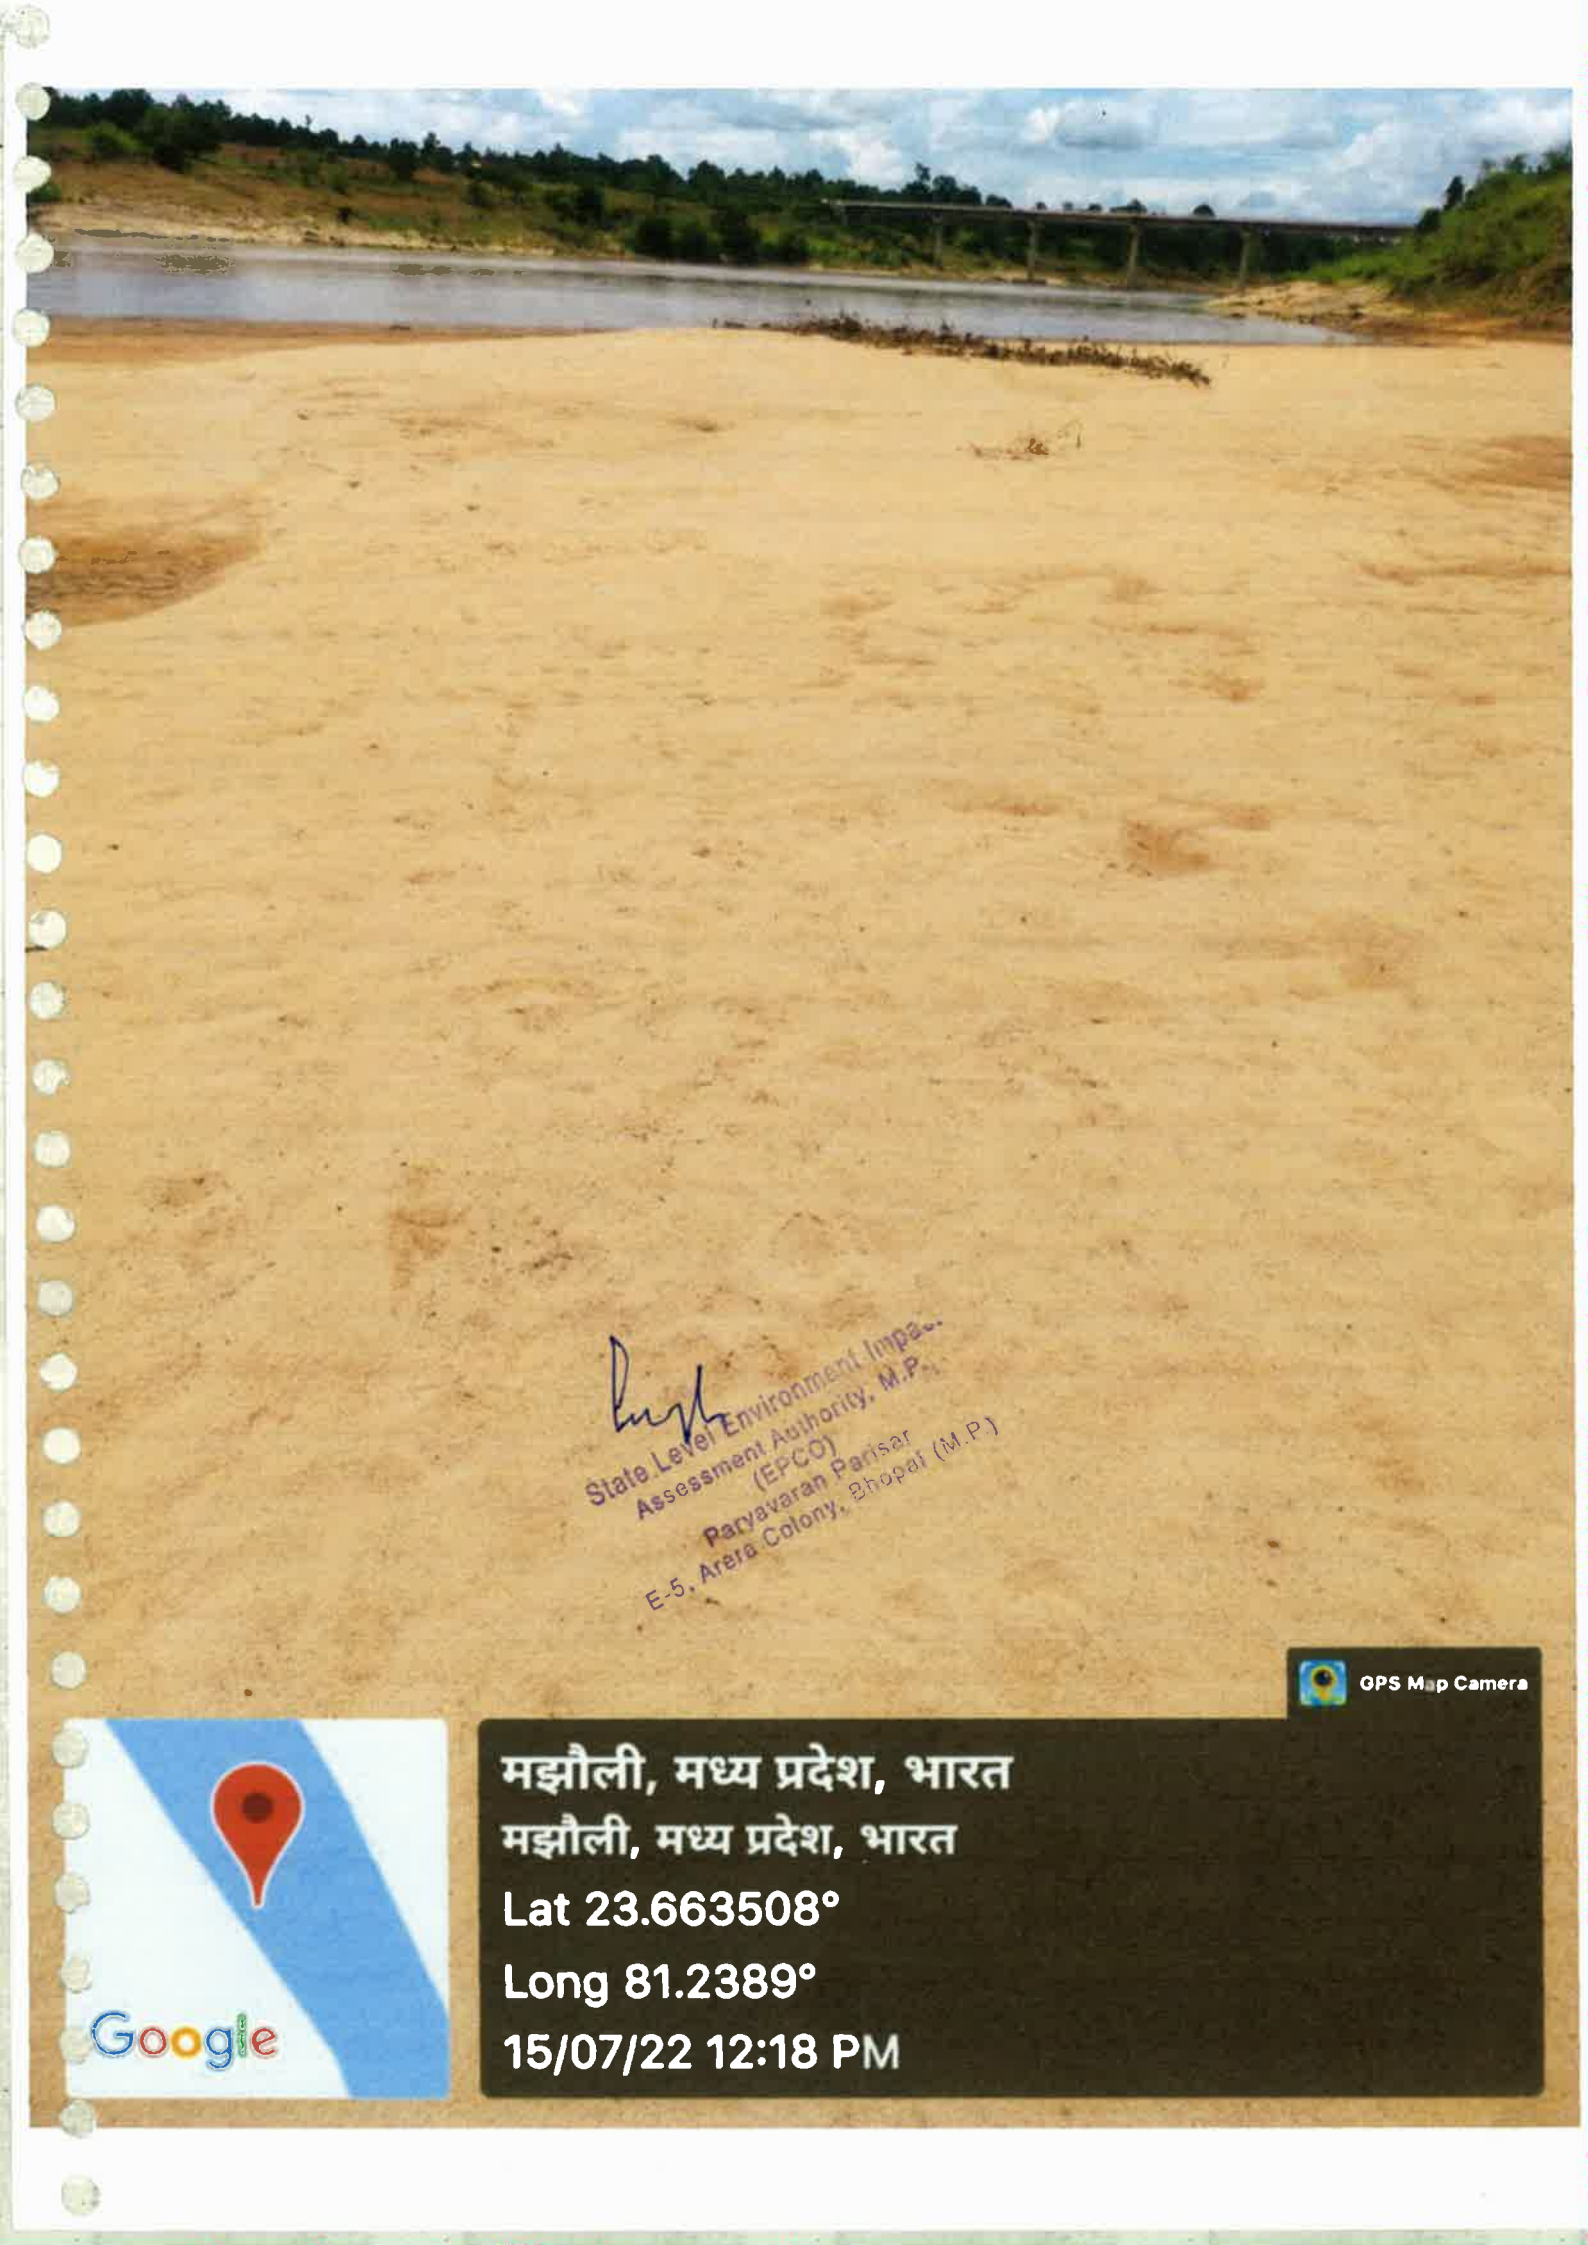 State Level Environment Impac
Assessment Authority, M.P.
(EPCO)
Paryavaran Parisar
E-5, Arera Colony, Bhopal (M.P.)
GPS Map Camera
मझौली, मध्य प्रदेश, भारत
मझौली, मध्य प्रदेश, भारत
Lat 23.663508°
Long 81.2389°
15/07/22 12:18 PM
Google